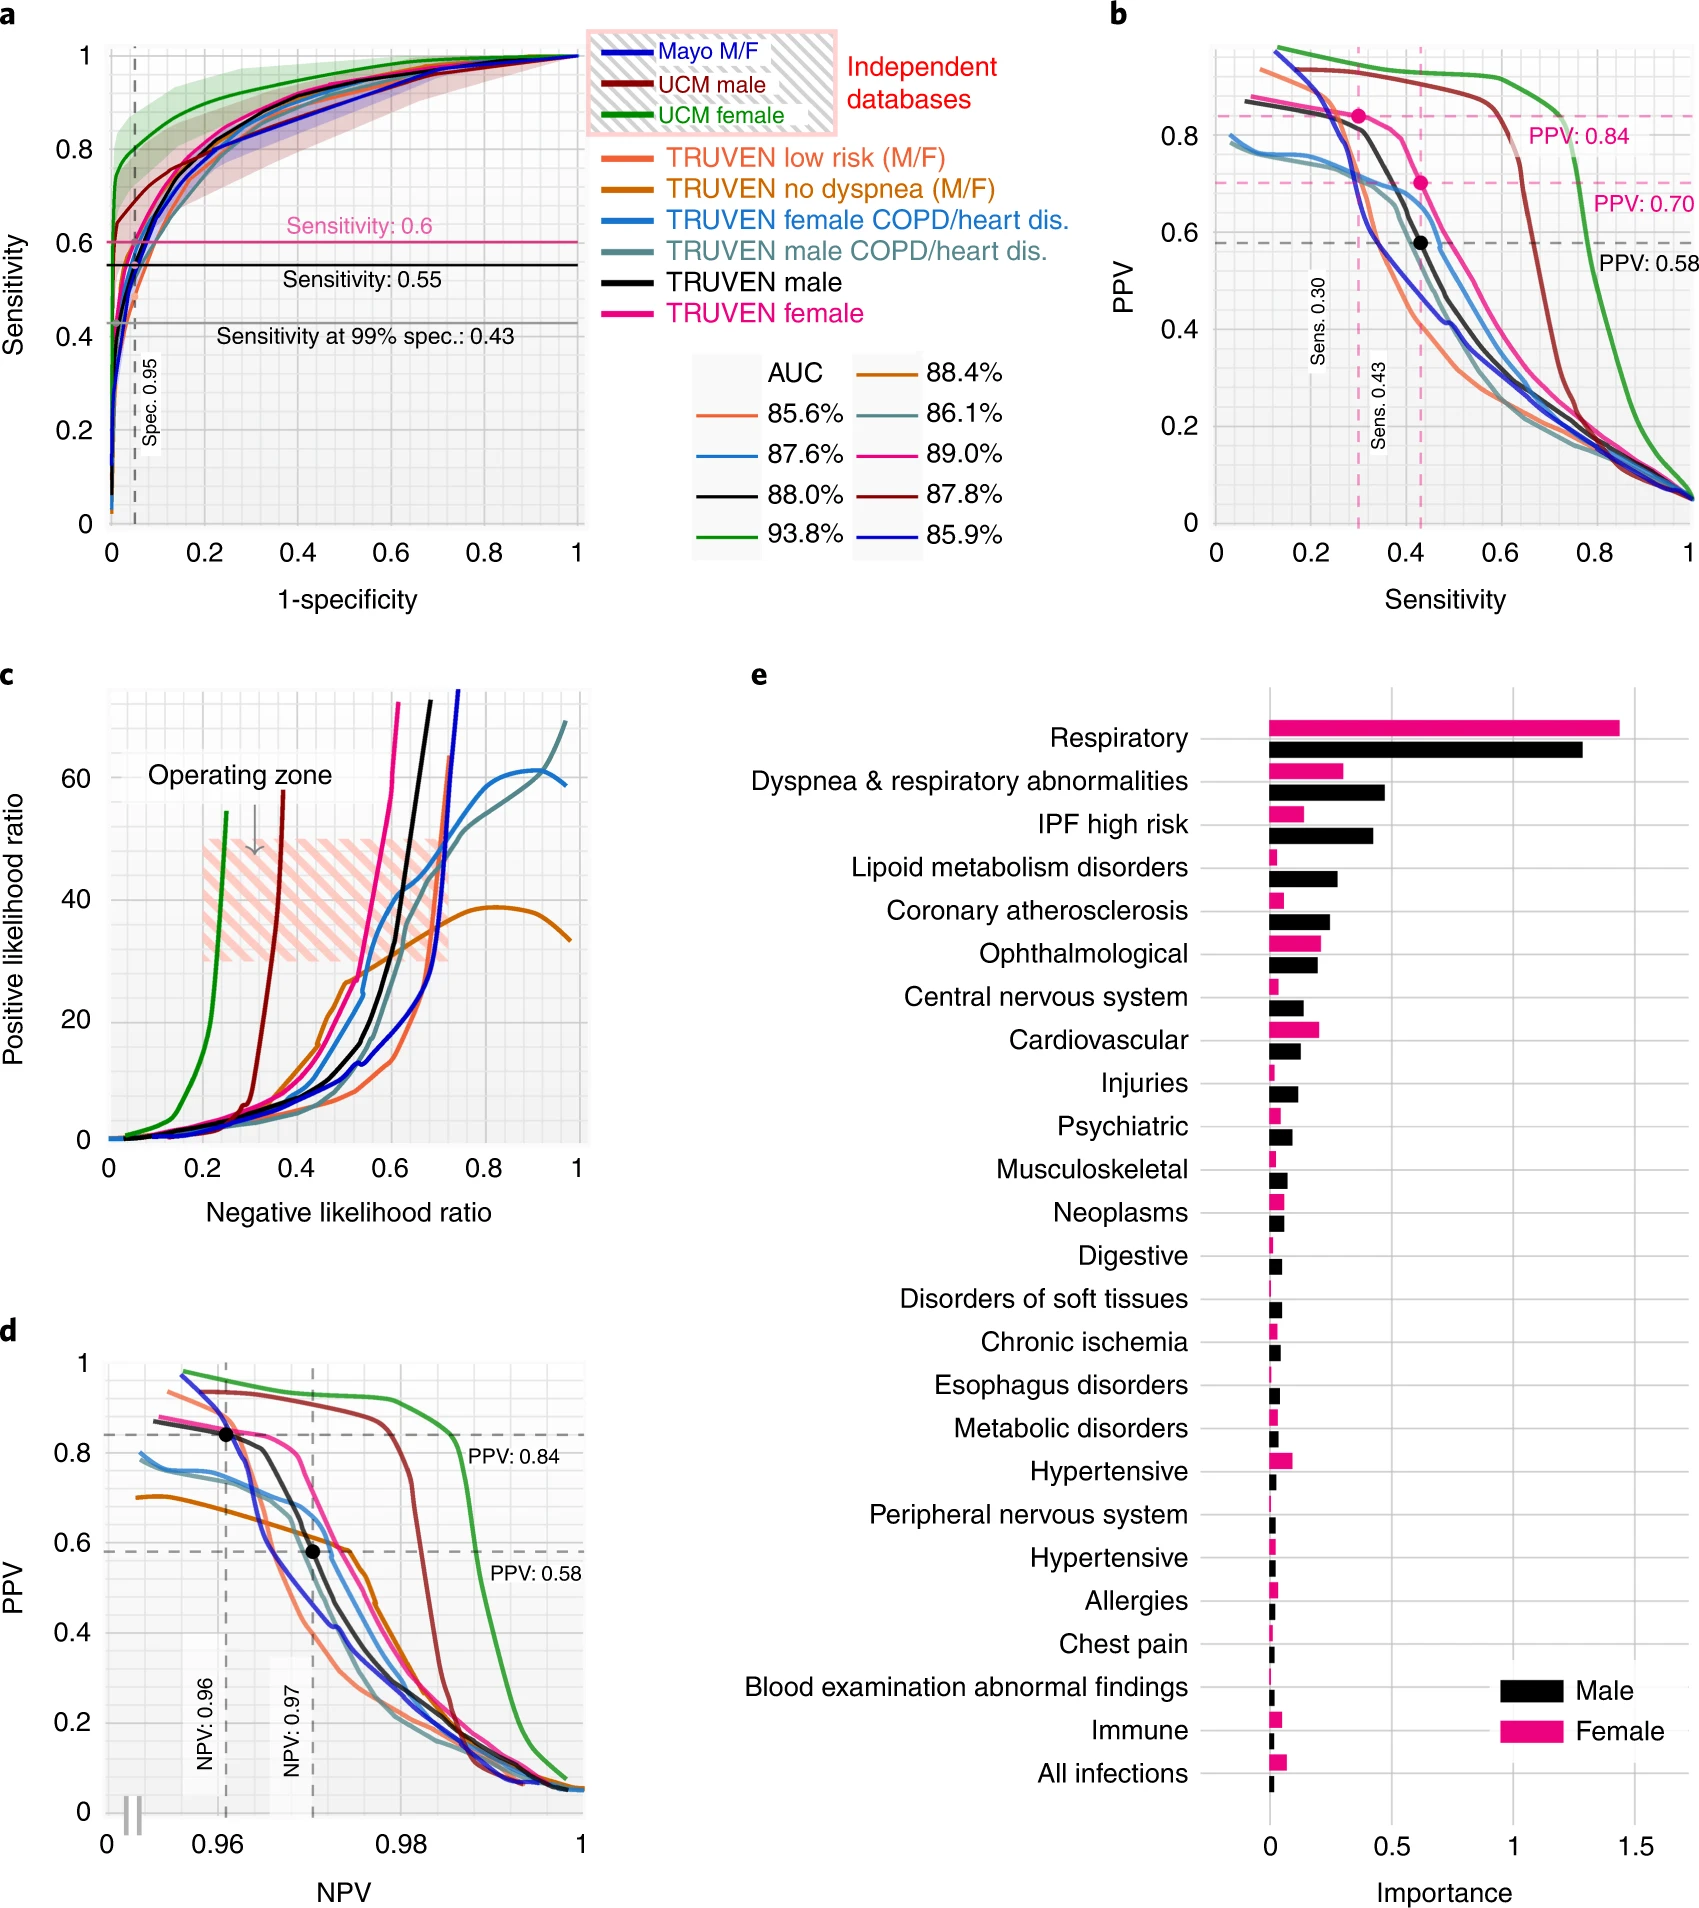 a
1
0.8
0.6
0.4
0.2
0
Sensitivity
Sensitivity: 0.6
Sensitivity: 0.55
Sensitivity at 99% spec.: 0.43
Spec. 0.95
0 0.2 0.4 0.6 0.8 1
1-specificity
Mayo M/F
UCM male
UCM female
Independent
databases
TRUVEN low risk (M/F)
TRUVEN no dyspnea (M/F)
TRUVEN female COPD/heart dis.
TRUVEN male COPD/heart dis.
TRUVEN male
TRUVEN female
AUC 88.4%
85.6% 86.1%
87.6% 89.0%
88.0% 87.8%
93.8% 85.9%
b
0.8
0.6
0.4
0.2
0
PPV
PPV: 0.84
PPV: 0.70
PPV: 0.58
Sens. 0.30
Sens. 0.43
0 0.2 0.4 0.6 0.8 1
Sensitivity
c
60
40
20
0
Positive likelihood ratio
Operating zone
0 0.2 0.4 0.6 0.8 1
Negative likelihood ratio
d
1
0.8
0.6
0.4
0.2
0
PPV
PPV: 0.84
PPV: 0.58
NPV: 0.96
NPV: 0.97
0 0.96 0.98 1
NPV
e
Respiratory
Dyspnea & respiratory abnormalities
IPF high risk
Lipoid metabolism disorders
Coronary atherosclerosis
Ophthalmological
Central nervous system
Cardiovascular
Injuries
Psychiatric
Musculoskeletal
Neoplasms
Digestive
Disorders of soft tissues
Chronic ischemia
Esophagus disorders
Metabolic disorders
Hypertensive
Peripheral nervous system
Hypertensive
Allergies
Chest pain
Blood examination abnormal findings
Immune
All infections
Male
Female
0 0.5 1 1.5
Importance